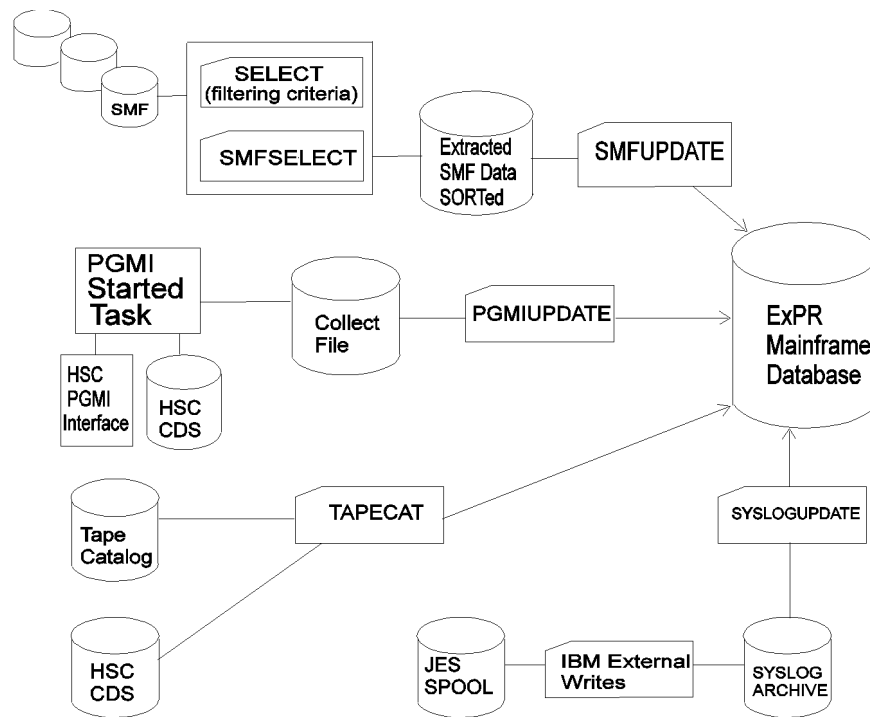 SMF
SELECT
(filtering criteria)
SMFSELECT
Extracted
SMF Data
SORTed
SMFUPDATE
PGMI
Started
Task
HSC
PGMI
Interface
HSC
CDS
Collect
File
PGMIUPDATE
ExPR
Mainframe
Database
Tape
Catalog
TAPECAT
HSC
CDS
SYSLOGUPDATE
JES
SPOOL
IBM External
Writes
SYSLOG
ARCHIVE